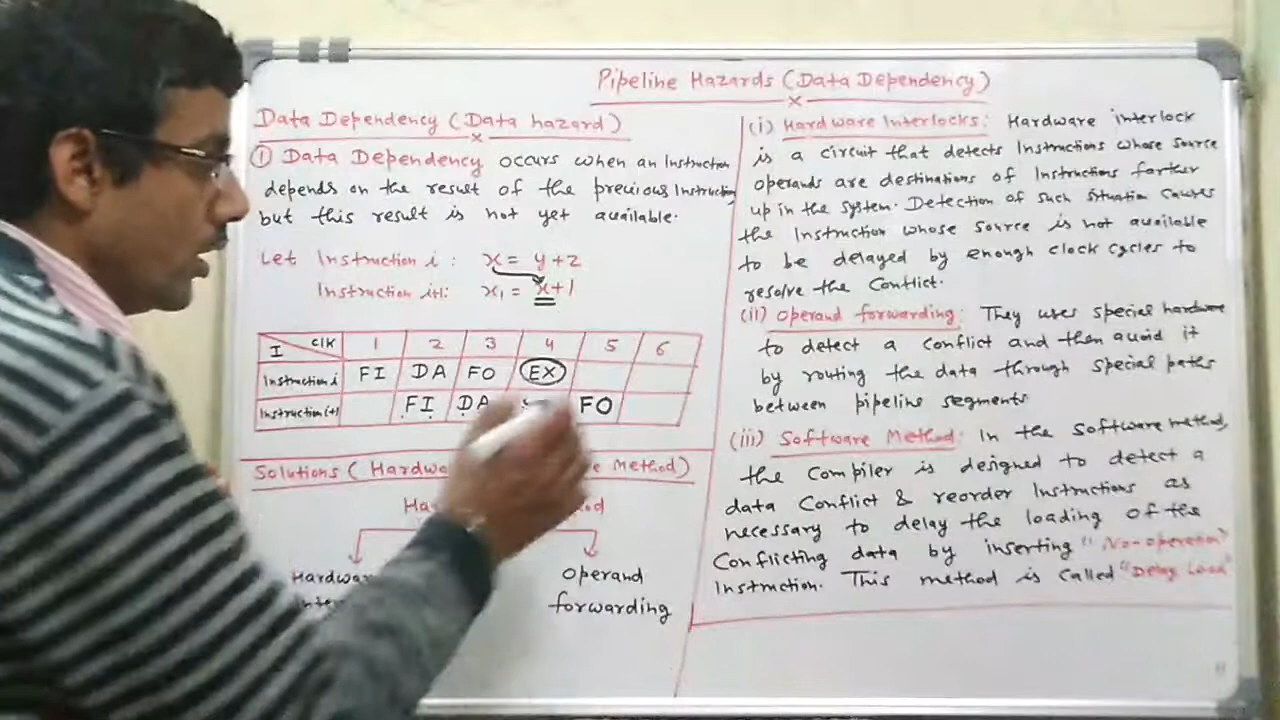 Pipeline Hazards (Data Dependency)
Data Dependency (Data hazard)
① Data Dependency occurs when an Instruction
depends on the result of the previous Instruction
but this result is not yet available.
Let Instruction i : x = y+z
Instruction i+1: x₁ = x+1
I CLK 1 2 3 4 5 6
Instruction i FI DA FO EX
Instruction (i+1) FI DA FO
Solutions ( Method)
Operand
forwarding
(i) Hardware Interlocks: Hardware interlock
is a circuit that detects Instructions whose source
operands are destinations of Instructions farther
up in the system. Detection of such situation causes
the Instruction whose source is not available
to be delayed by enough clock cycles to
resolve the Conflict.
(ii) Operand forwarding: They uses special hardware
to detect a conflict and then avoid it
by routing the data through special paths
between pipeline segments
(iii) Software Method: In the software method,
the Compiler is designed to detect a
data Conflict & reorder Instructions as
necessary to delay the loading of the
Conflicting data by inserting "No-operation"
Instruction. This method is called "Delay Load"